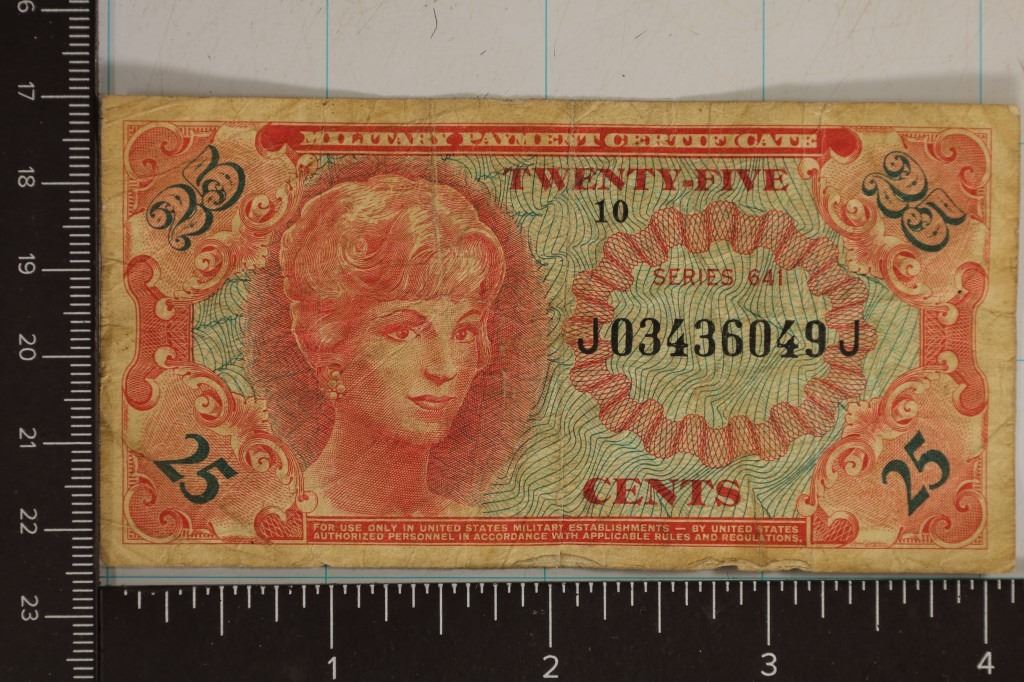 MILITARY PAYMENT CERTIFICATE
25
TWENTY-FIVE
25
10
SERIES 641
J03436049J
25
CENTS
25
FOR USE ONLY IN UNITED STATES MILITARY ESTABLISHMENTS — BY UNITED STATES
AUTHORIZED PERSONNEL IN ACCORDANCE WITH APPLICABLE RULES AND REGULATIONS.
16
17
18
19
20
21
22
23
1 2 3 4